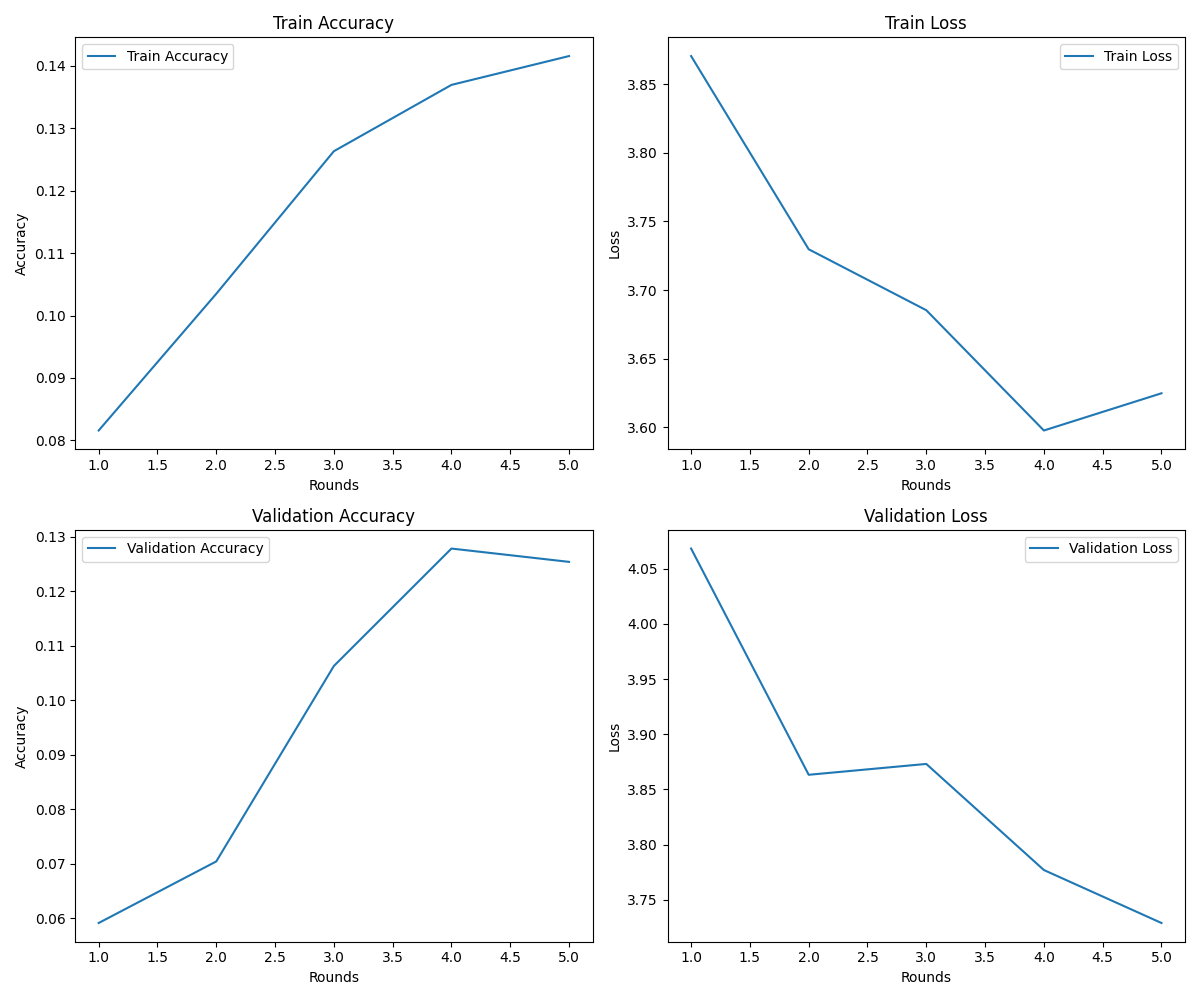 Train Accuracy
Train Accuracy
0.14
0.13
0.12
0.11
0.10
0.09
0.08
Accuracy
1.0 1.5 2.0 2.5 3.0 3.5 4.0 4.5 5.0
Rounds
Train Loss
Train Loss
3.85
3.80
3.75
3.70
3.65
3.60
Loss
1.0 1.5 2.0 2.5 3.0 3.5 4.0 4.5 5.0
Rounds
Validation Accuracy
Validation Accuracy
0.13
0.12
0.11
0.10
0.09
0.08
0.07
0.06
Accuracy
1.0 1.5 2.0 2.5 3.0 3.5 4.0 4.5 5.0
Rounds
Validation Loss
Validation Loss
4.05
4.00
3.95
3.90
3.85
3.80
3.75
Loss
1.0 1.5 2.0 2.5 3.0 3.5 4.0 4.5 5.0
Rounds